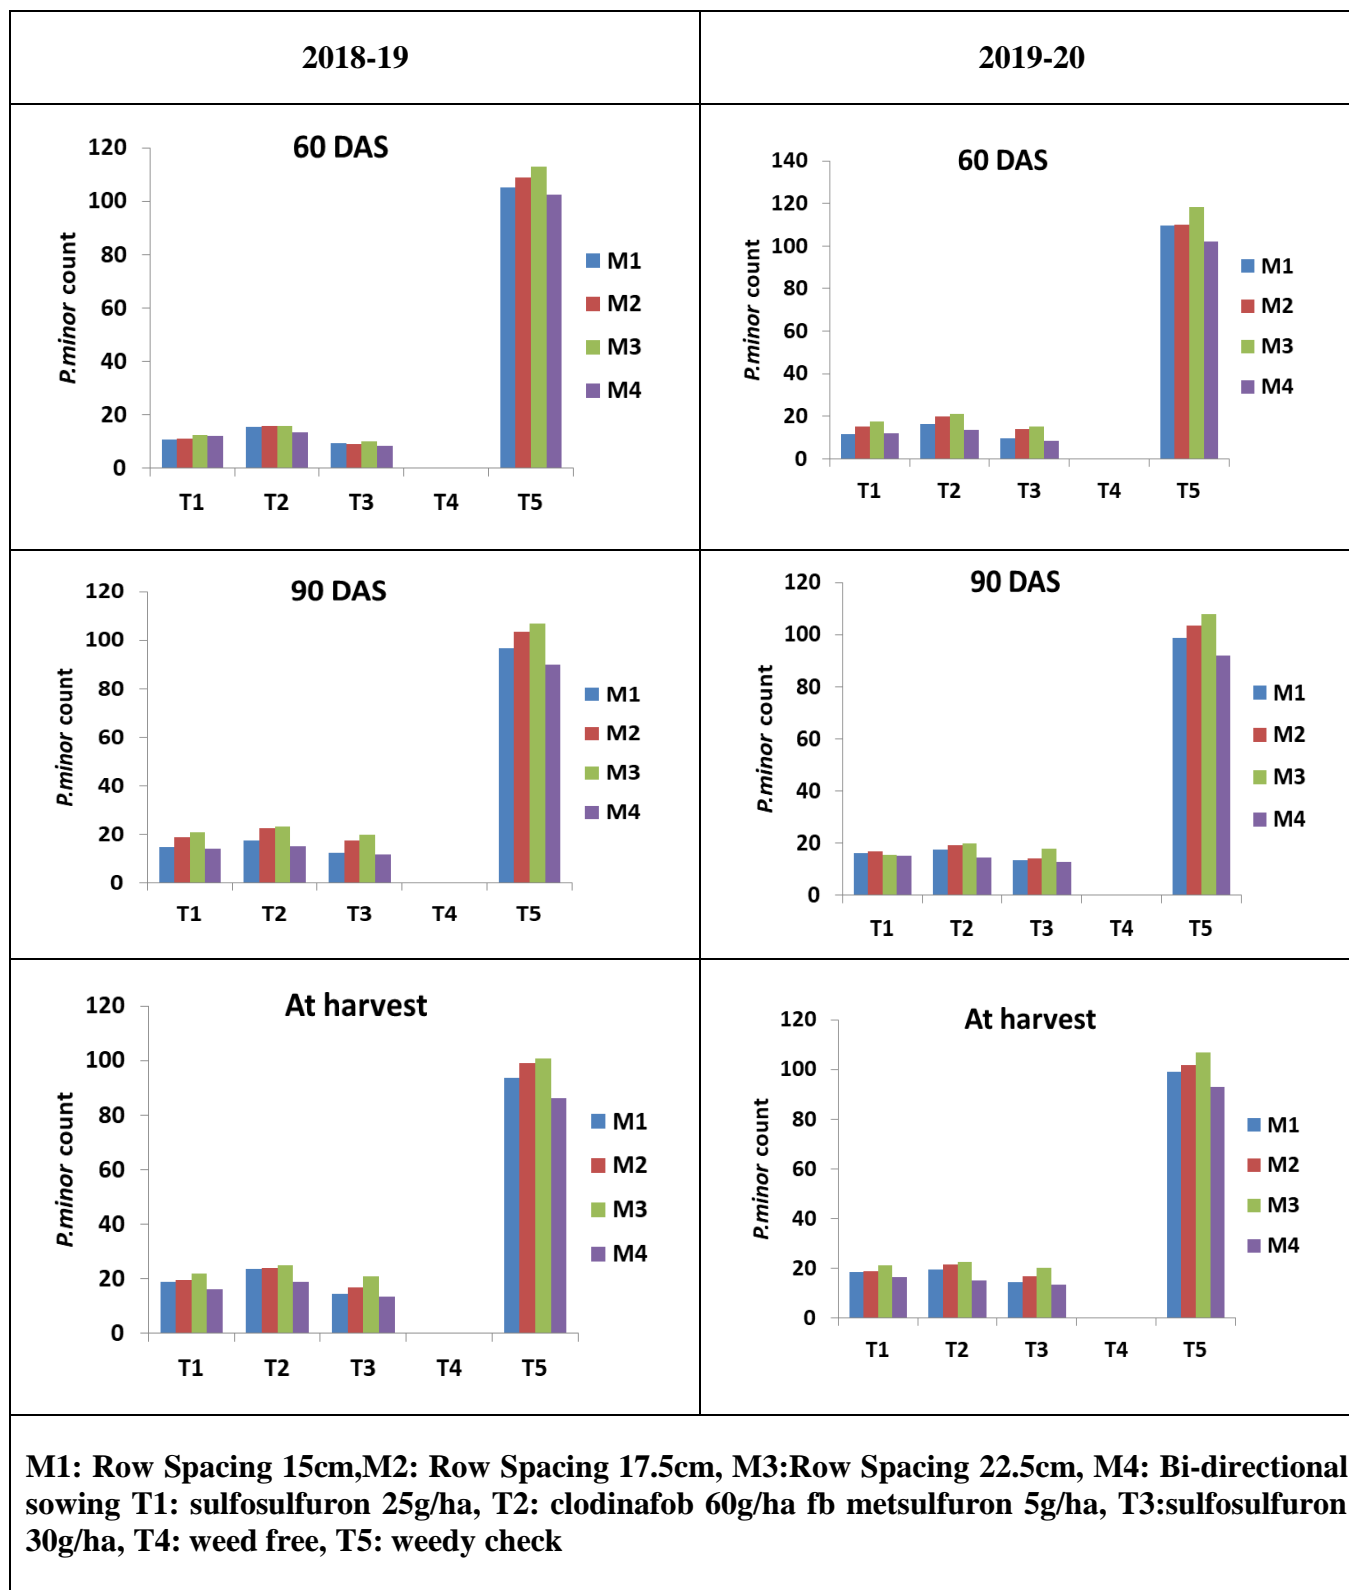 2018-19
2019-20
60 DAS
120
100
80
60
40
20
0
P.minor count
T1 T2 T3 T4 T5
M1
M2
M3
M4
60 DAS
140
120
100
80
60
40
20
0
P.minor count
T1 T2 T3 T4 T5
M1
M2
M3
M4
90 DAS
120
100
80
60
40
20
0
P.minor count
T1 T2 T3 T4 T5
M1
M2
M3
M4
90 DAS
120
100
80
60
40
20
0
P.minor count
T1 T2 T3 T4 T5
M1
M2
M3
M4
At harvest
120
100
80
60
40
20
0
P.minor count
T1 T2 T3 T4 T5
M1
M2
M3
M4
At harvest
120
100
80
60
40
20
0
P.minor count
T1 T2 T3 T4 T5
M1
M2
M3
M4
M1: Row Spacing 15cm,M2: Row Spacing 17.5cm, M3:Row Spacing 22.5cm, M4: Bi-directional
sowing T1: sulfosulfuron 25g/ha, T2: clodinafob 60g/ha fb metsulfuron 5g/ha, T3:sulfosulfuron
30g/ha, T4: weed free, T5: weedy check